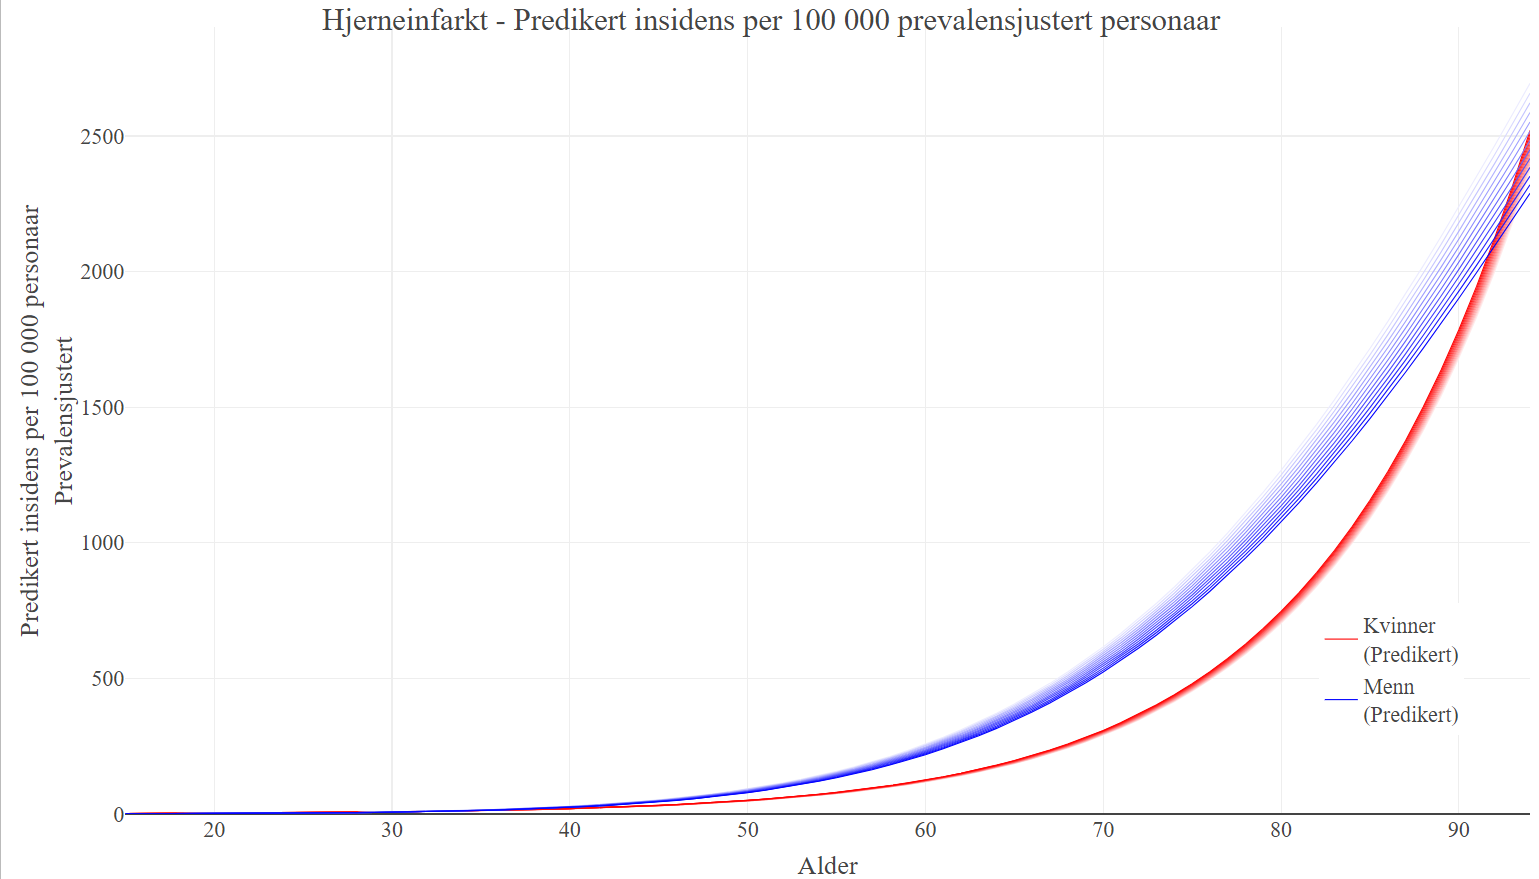 Hjerneinfarkt - Predikert insidens per 100 000 prevalensjustert personaar
Predikert insidens per 100 000 personaar
Prevalensjustert
2500
2000
1500
1000
500
0
20
30
40
50
60
70
80
90
Alder
Kvinner
(Predikert)
Menn
(Predikert)